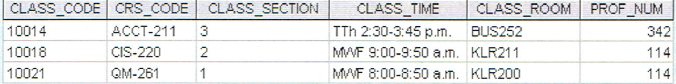 CLASS_CODE CRS_CODE CLASS_SECTION CLASS_TIME CLASS_ROOM PROF_NUM
10014 ACCT-211 3 TTh 2:30-3:45 p.m. BUS252 342
10018 CIS-220 2 MWF 9:00-9:50 a.m. KLR211 114
10021 QM-261 1 MWF 8:00-8:50 a.m. KLR200 114